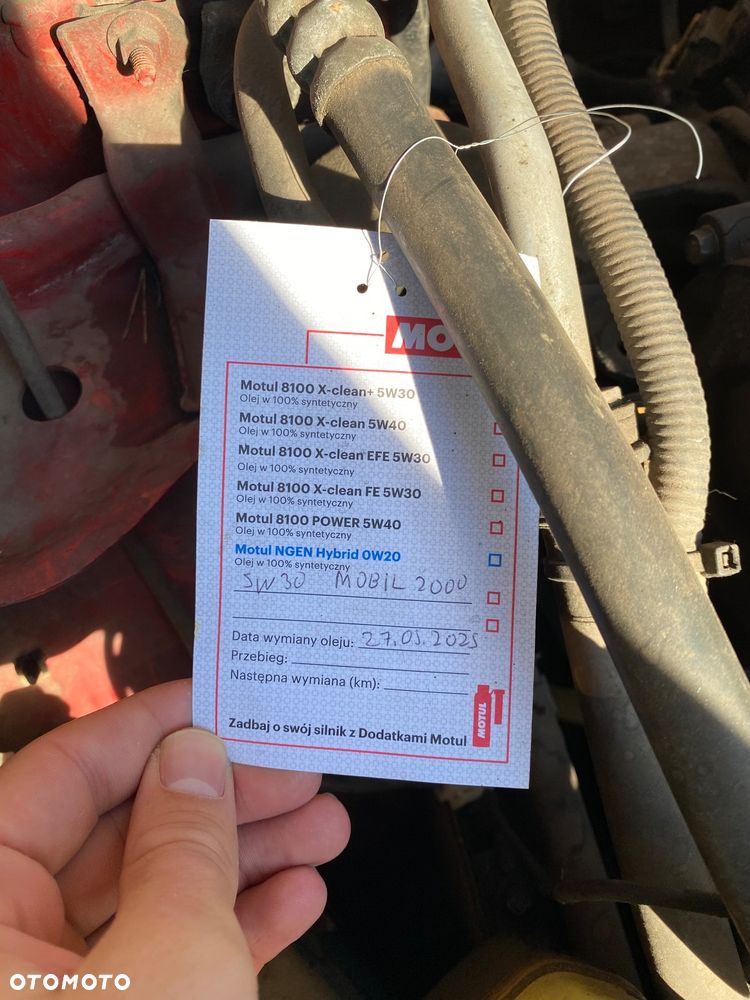 MO
Motul 8100 X-clean+ 5W30
Olej w 100% syntetyczny
Motul 8100 X-clean 5W40
Olej w 100% syntetyczny
Motul 8100 X-clean EFE 5W30
Olej w 100% syntetyczny
Motul 8100 X-clean FE 5W30
Olej w 100% syntetyczny
Motul 8100 POWER 5W40
Olej w 100% syntetyczny
Motul NGEN Hybrid 0W20
Olej w 100% syntetyczny
5W30 MOBIL 2000
Data wymiany oleju: 27.05.2025
Przebieg:
Następna wymiana (km):
MOTUL
Zadbaj o swój silnik z Dodatkami Motul
OTOMOTO